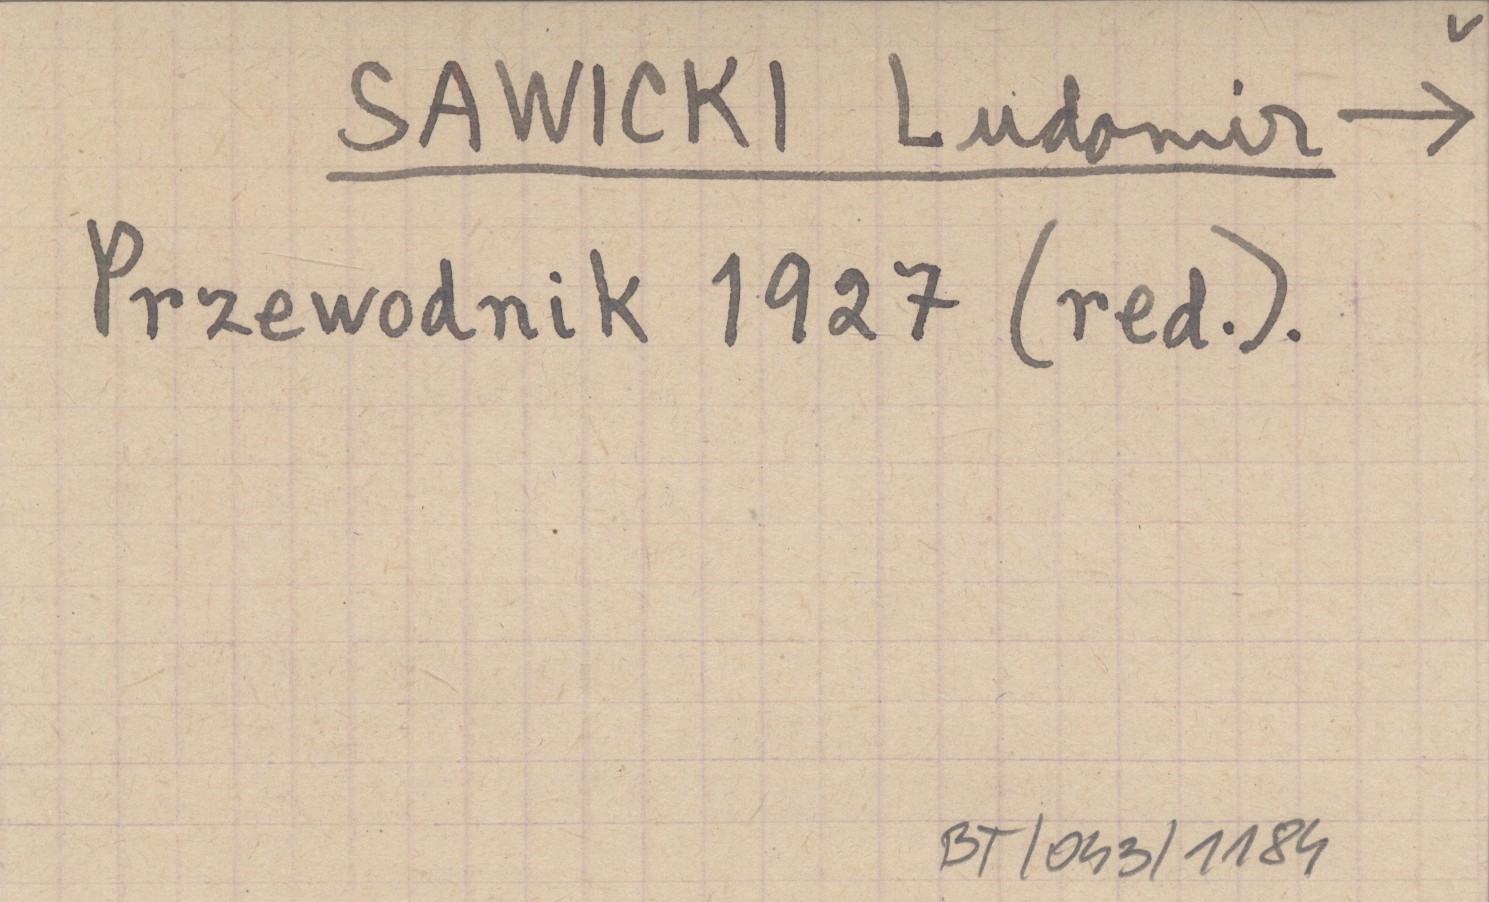 SAWICKI Ludomir →
Przewodnik 1927 (red.).
BT/043/1184